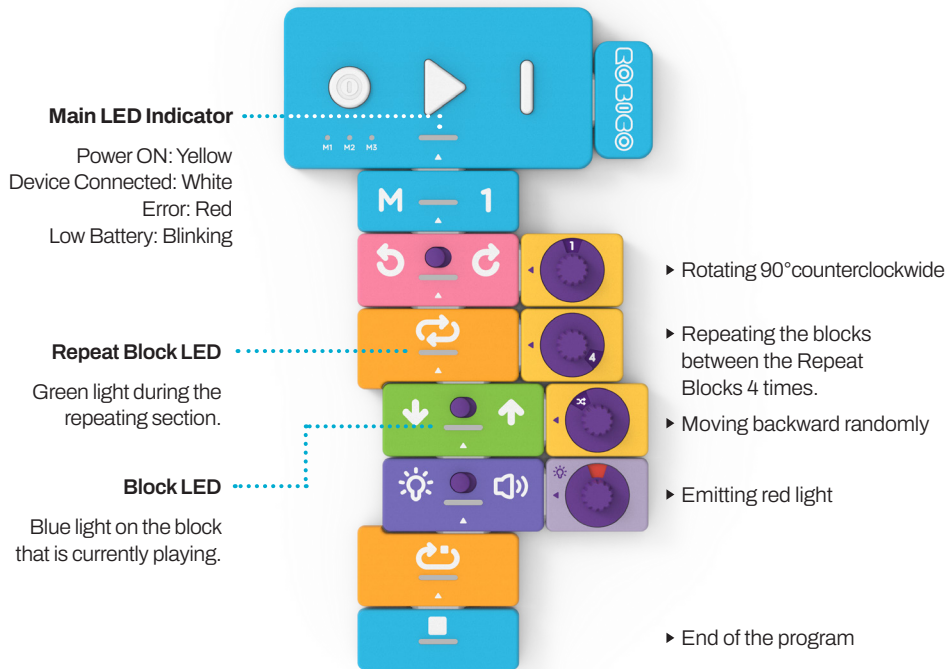 ROBICO
M1 M2 M3
Main LED Indicator
Power ON: Yellow
Device Connected: White
Error: Red
Low Battery: Blinking
M 1
1
▸ Rotating 90°counterclockwide
Repeat Block LED
Green light during the
repeating section.
4
▸ Repeating the blocks
between the Repeat
Blocks 4 times.
▸ Moving backward randomly
Block LED
Blue light on the block
that is currently playing.
▸ Emitting red light
▸ End of the program